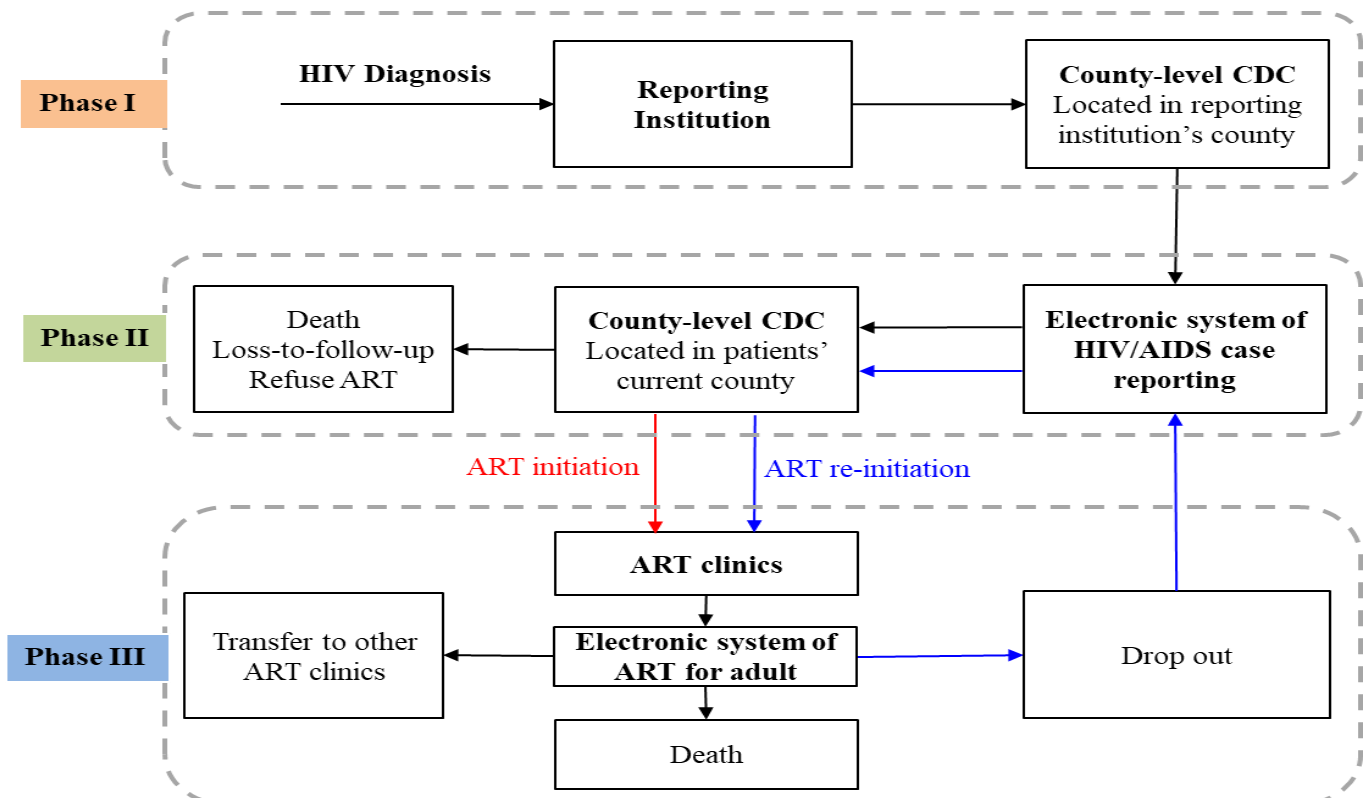 Phase I
HIV Diagnosis
Reporting
Institution
County-level CDC
Located in reporting
institution’s county
Phase II
Death
Loss-to-follow-up
Refuse ART
County-level CDC
Located in patients’
current county
Electronic system of
HIV/AIDS case
reporting
ART initiation
ART re-initiation
Phase III
ART clinics
Transfer to other
ART clinics
Electronic system of
ART for adult
Drop out
Death